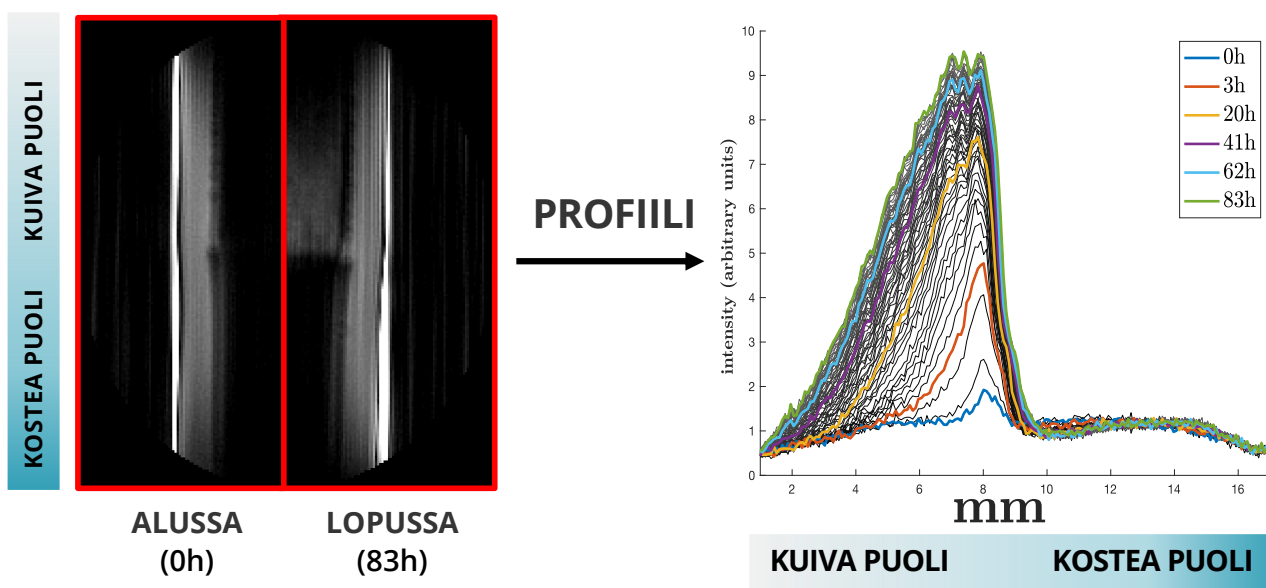 KUIVA PUOLI
KOSTEA PUOLI
ALUSSA
(0h)
LOPUSSA
(83h)
PROFIILI
intensity (arbitrary units)
10
9
8
7
6
5
4
3
2
1
0
2 4 6 8 10 12 14 16
mm
0h
3h
20h
41h
62h
83h
KUIVA PUOLI KOSTEA PUOLI